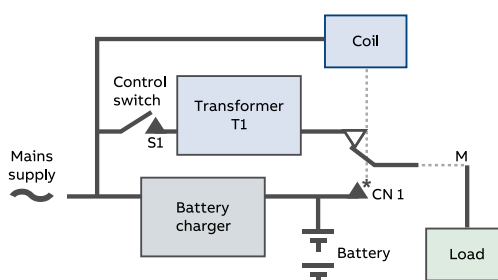 Coil
Control
switch
Transformer
T1
S1
M
Mains
supply
* CN 1
Battery
charger
Battery
Load